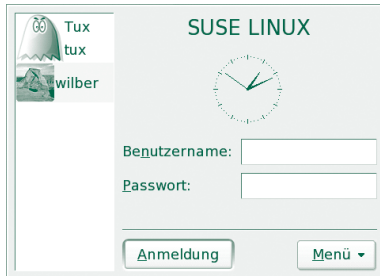 Tux
tux
wilber
SUSE LINUX
Benutzername:
Passwort:
Anmeldung
Menü